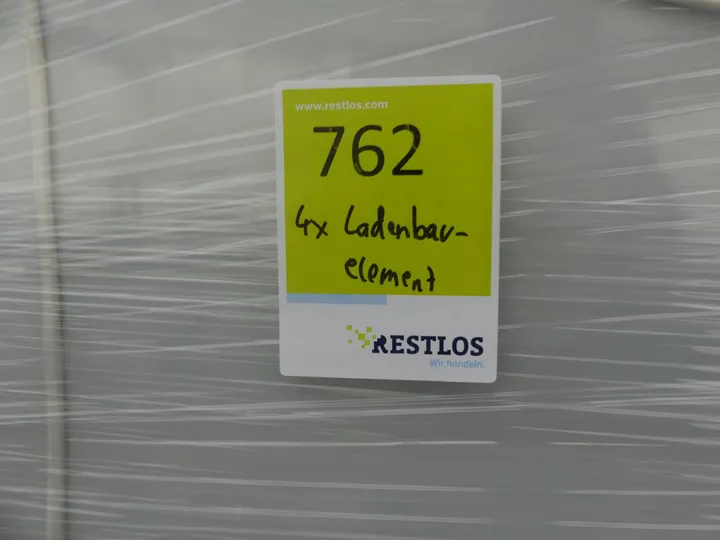 www.restlos.com
762
4x Ladenbau-
element
RESTLOS
Wir handeln.